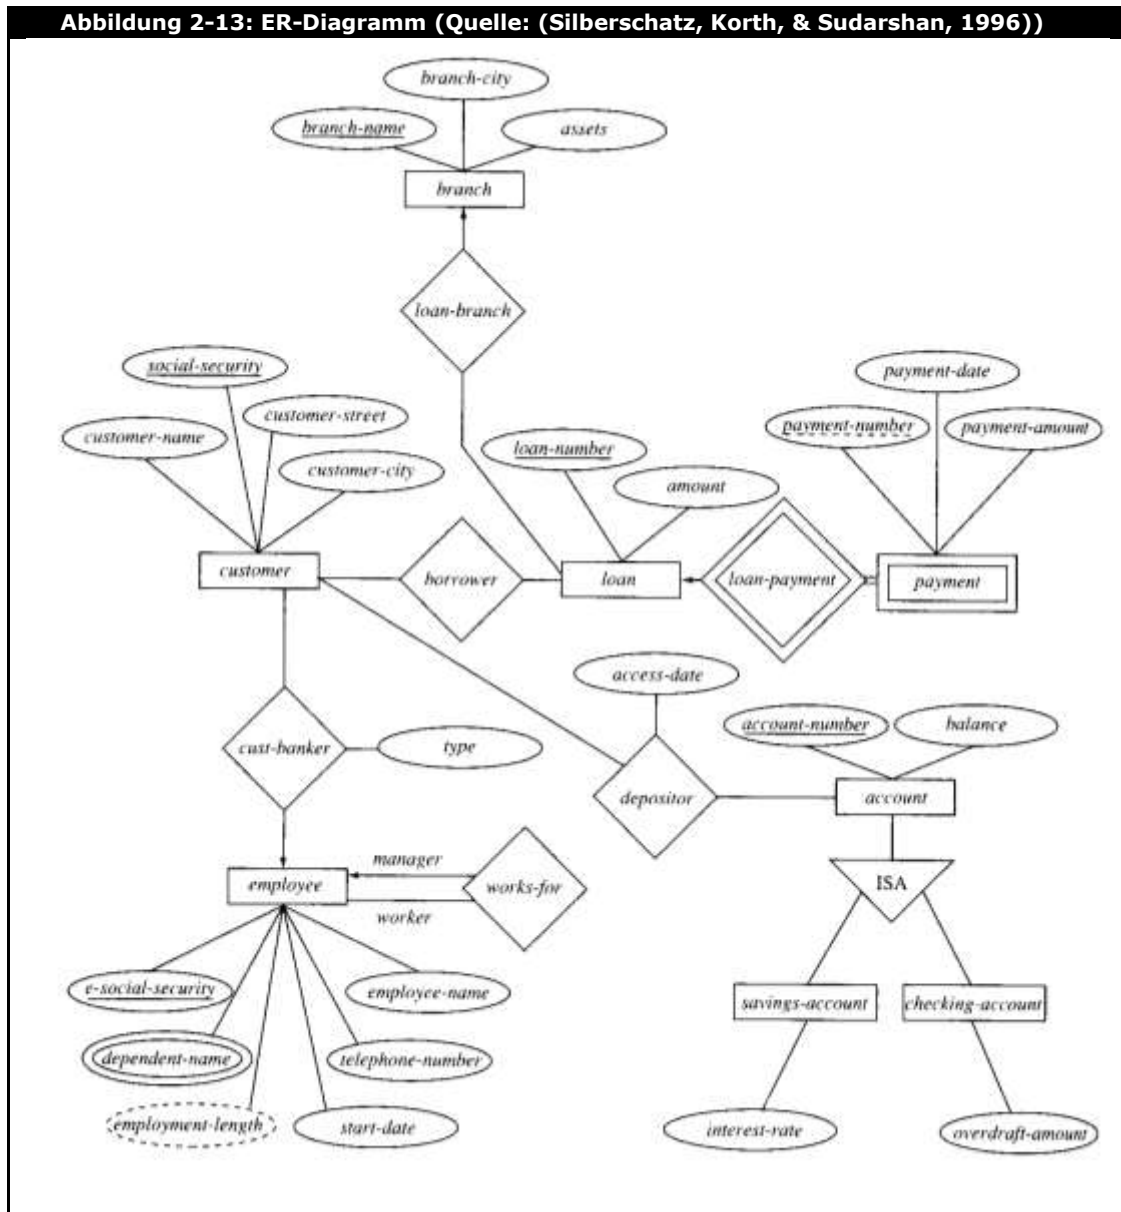 Abbildung 2-13: ER-Diagramm (Quelle: (Silberschatz, Korth, & Sudarshan, 1996))
branch-city
branch-name
assets
branch
loan-branch
social-security
customer-name
customer-street
customer-city
loan-number
amount
payment-date
payment-number
payment-amount
customer
borrower
loan
loan-payment
payment
access-date
account-number
balance
cust-banker
type
depositor
account
manager
employee
works-for
worker
ISA
e-social-security
employee-name
dependent-name
telephone-number
employment-length
start-date
savings-account
checking-account
interest-rate
overdraft-amount